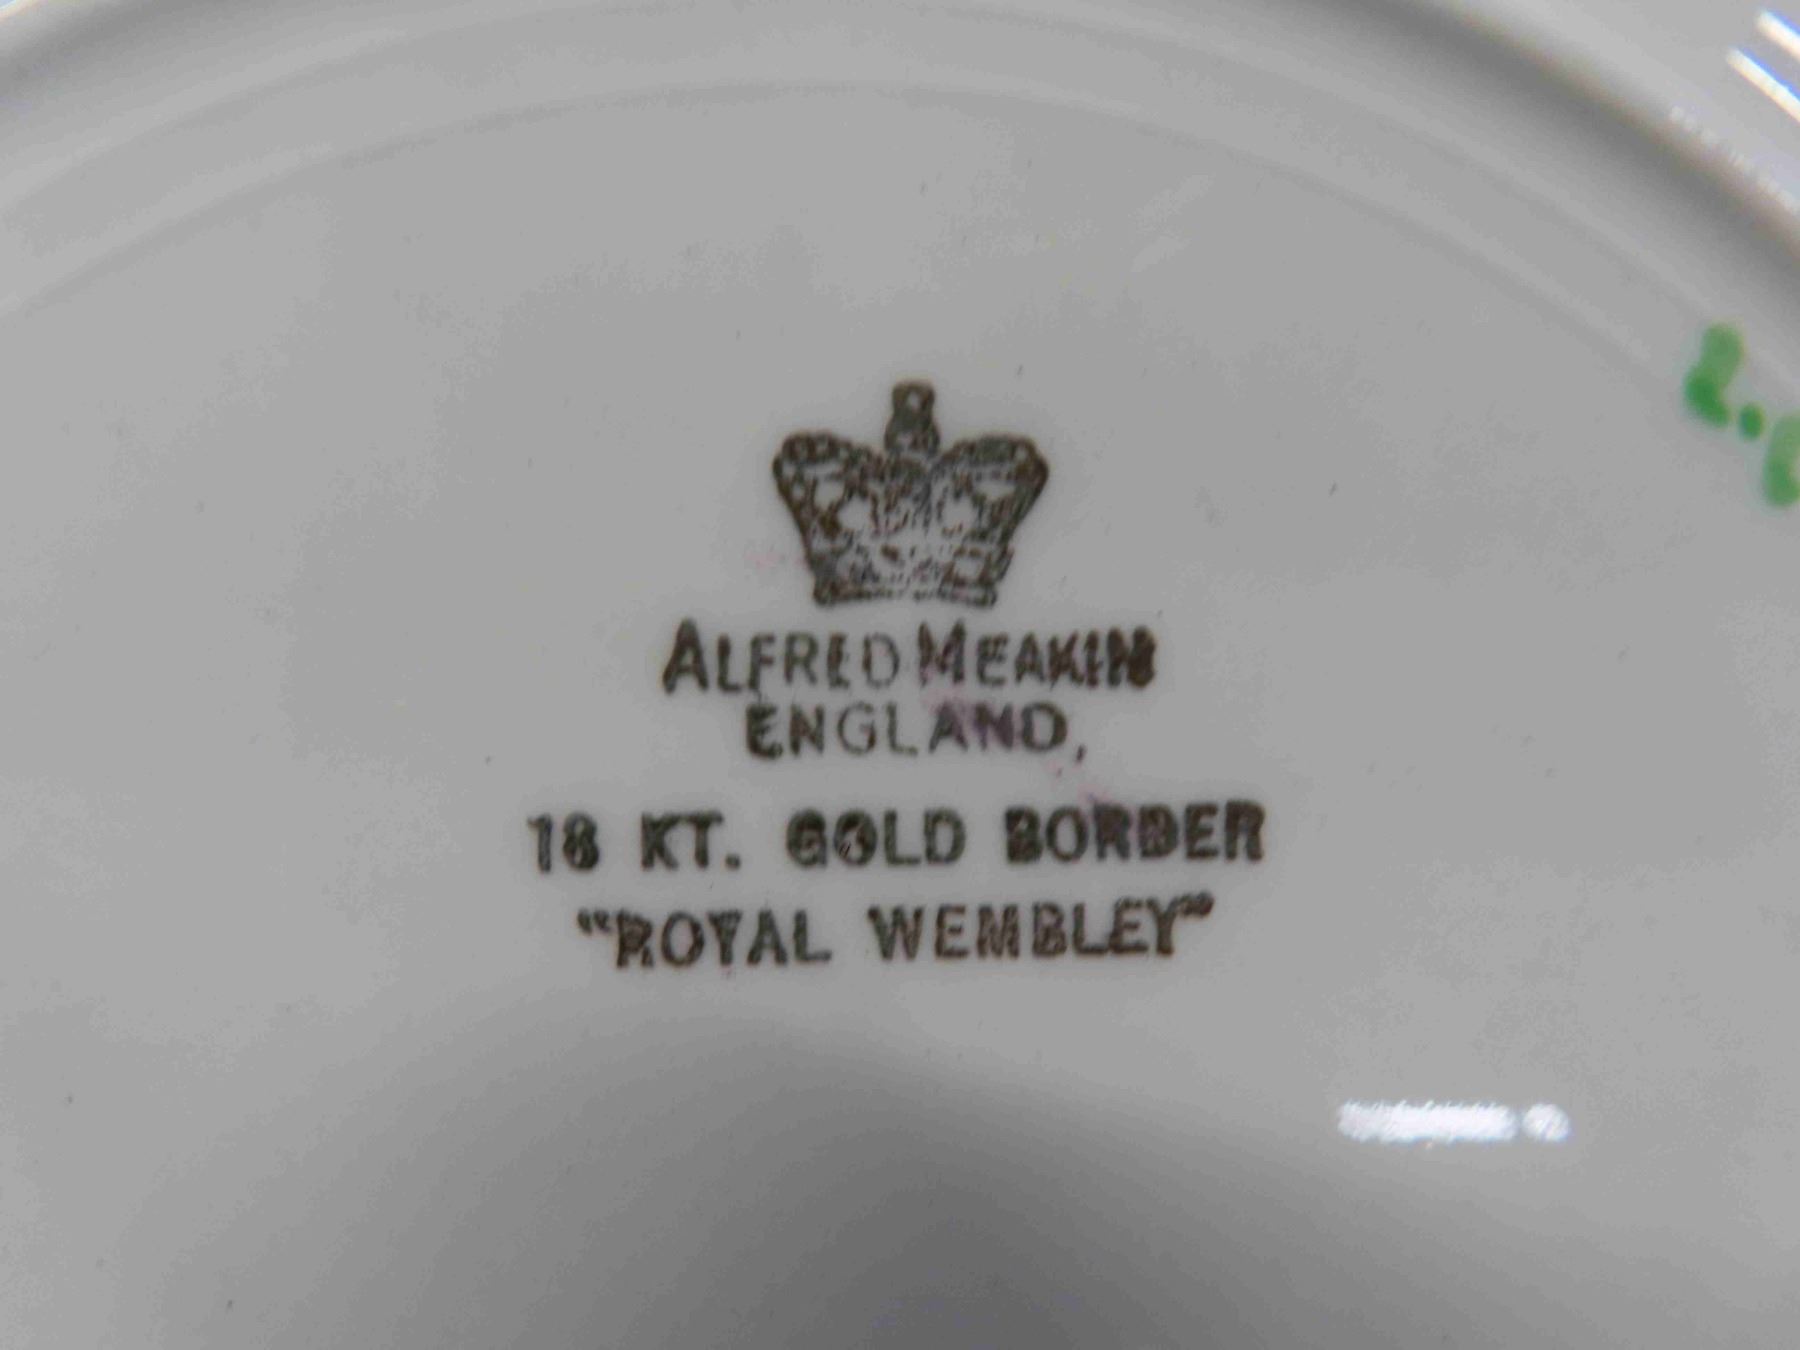 ALFRED MEAKIN
ENGLAND,
18 KT. GOLD BORDER
"ROYAL WEMBLEY"